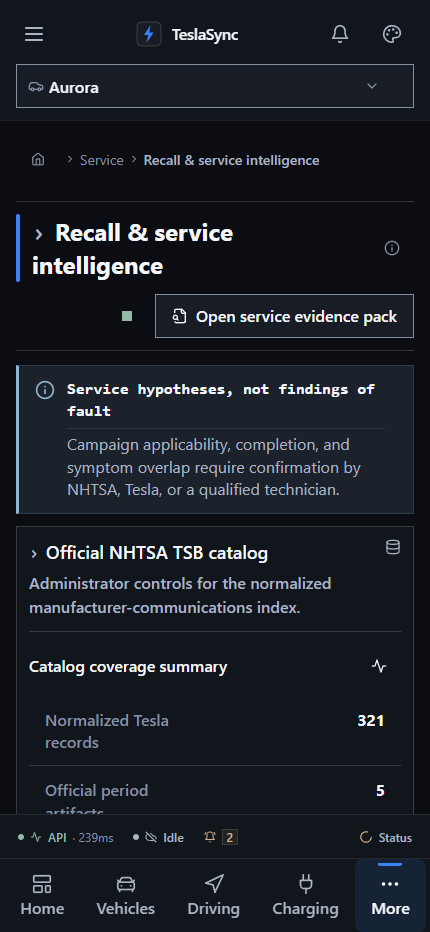 TeslaSync
Aurora
Service
Recall & service intelligence
Recall & service
intelligence
Open service evidence pack
Service hypotheses, not findings of
fault
Campaign applicability, completion, and
symptom overlap require confirmation by
NHTSA, Tesla, or a qualified technician.
Official NHTSA TSB catalog
Administrator controls for the normalized
manufacturer-communications index.
Catalog coverage summary
Normalized Tesla
records
321
Official period
artifacts
5
API · 239ms
Idle
2
Status
Home
Vehicles
Driving
Charging
More